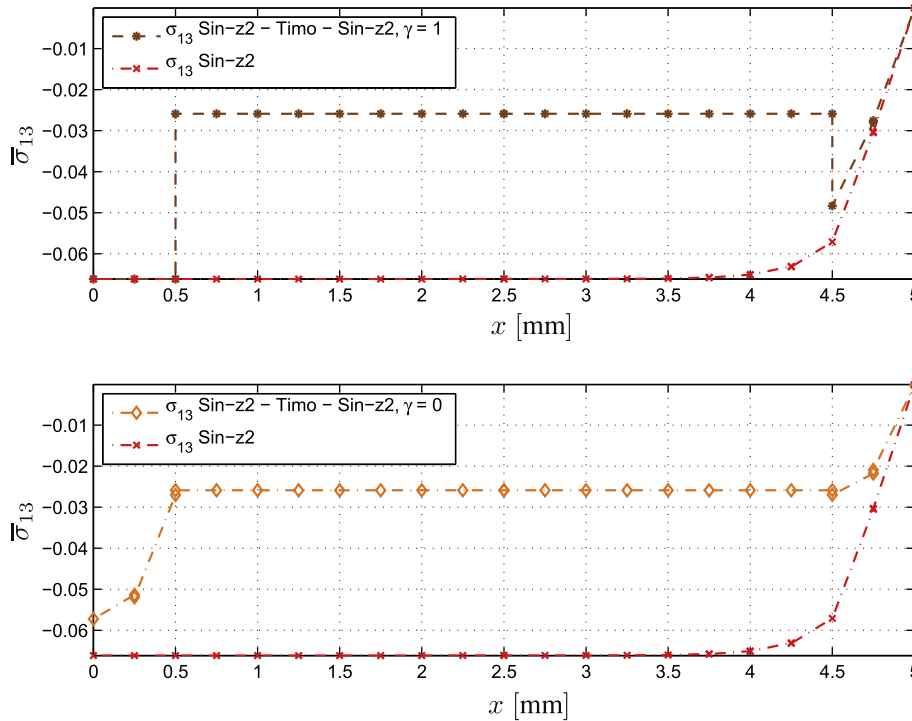 σ13 Sin−z2 − Timo − Sin−z2, γ = 1
σ13 Sin−z2
−0.01
−0.02
−0.03
−0.04
−0.05
−0.06
σ̅13
0 0.5 1 1.5 2 2.5 3 3.5 4 4.5 5
x [mm]
σ13 Sin−z2 − Timo − Sin−z2, γ = 0
σ13 Sin−z2
−0.01
−0.02
−0.03
−0.04
−0.05
−0.06
σ̅13
0 0.5 1 1.5 2 2.5 3 3.5 4 4.5 5
x [mm]